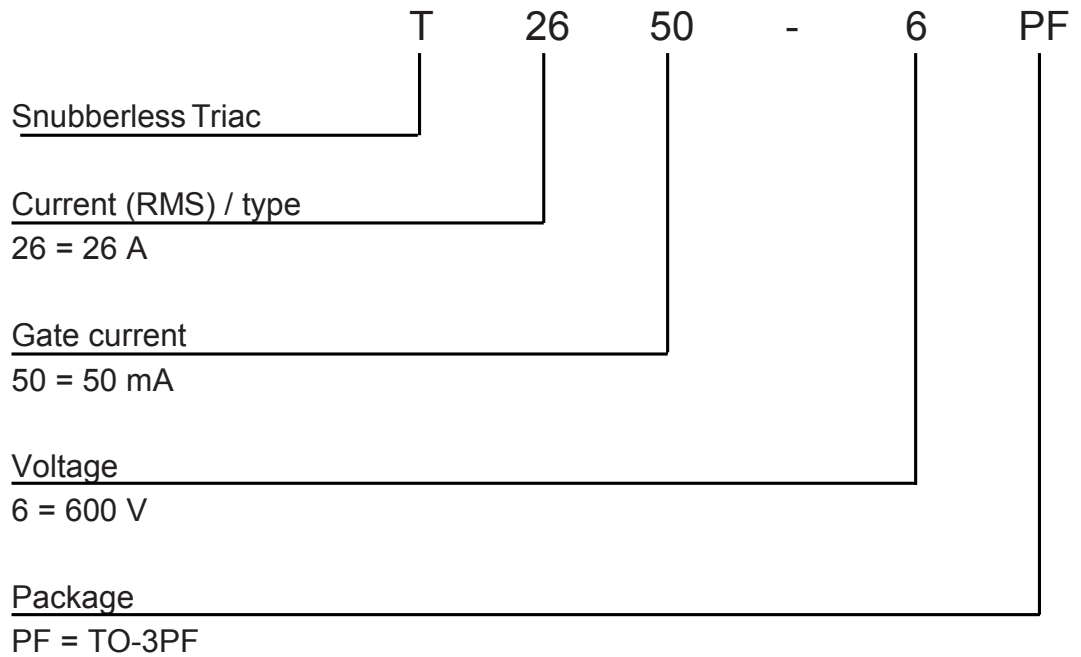 T 26 50 - 6 PF
Snubberless Triac
Current (RMS) / type
26 = 26 A
Gate current
50 = 50 mA
Voltage
6 = 600 V
Package
PF = TO-3PF